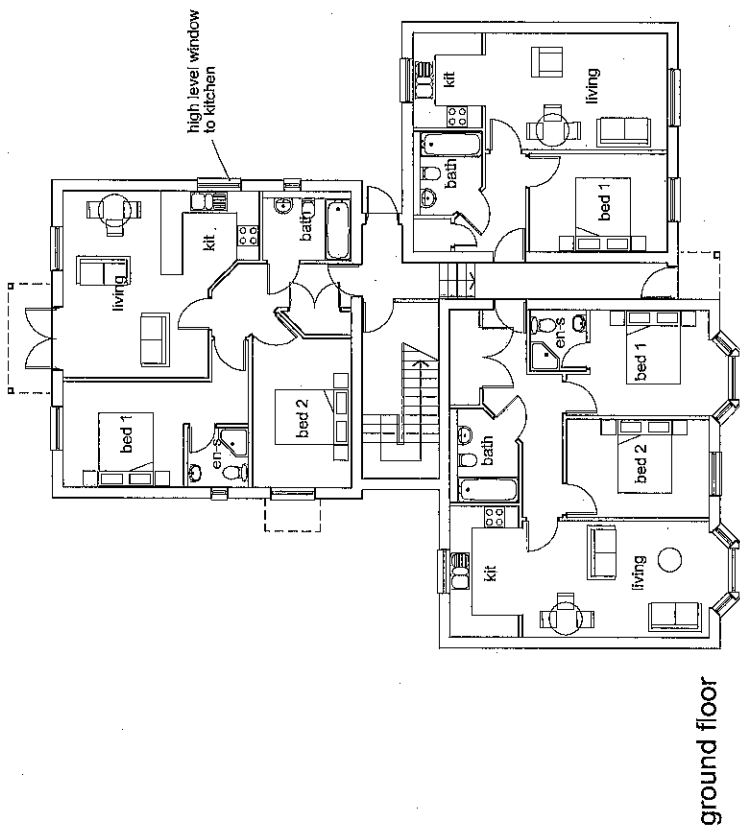 high level window
to kitchen
kit
living
bath
bed 1
living
kit
bath
bed 1
en-s
bed 2
en-s
bed 1
bath
bed 2
kit
living
ground floor